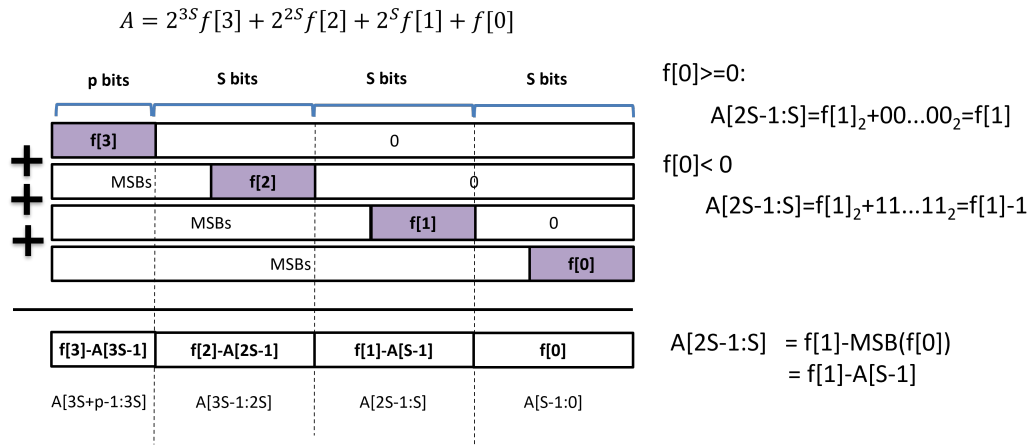 A = 2^{3S}f[3] + 2^{2S}f[2] + 2^{S}f[1] + f[0]
p bits S bits S bits S bits
f[3] 0
+
MSBs f[2] 0
+
MSBs f[1] 0
+
MSBs f[0]
f[3]-A[3S-1] f[2]-A[2S-1] f[1]-A[S-1] f[0]
A[3S+p-1:3S] A[3S-1:2S] A[2S-1:S] A[S-1:0]
f[0]>=0:
A[2S-1:S]=f[1]₂+00...00₂=f[1]
f[0]< 0
A[2S-1:S]=f[1]₂+11...11₂=f[1]-1
A[2S-1:S] = f[1]-MSB(f[0])
= f[1]-A[S-1]